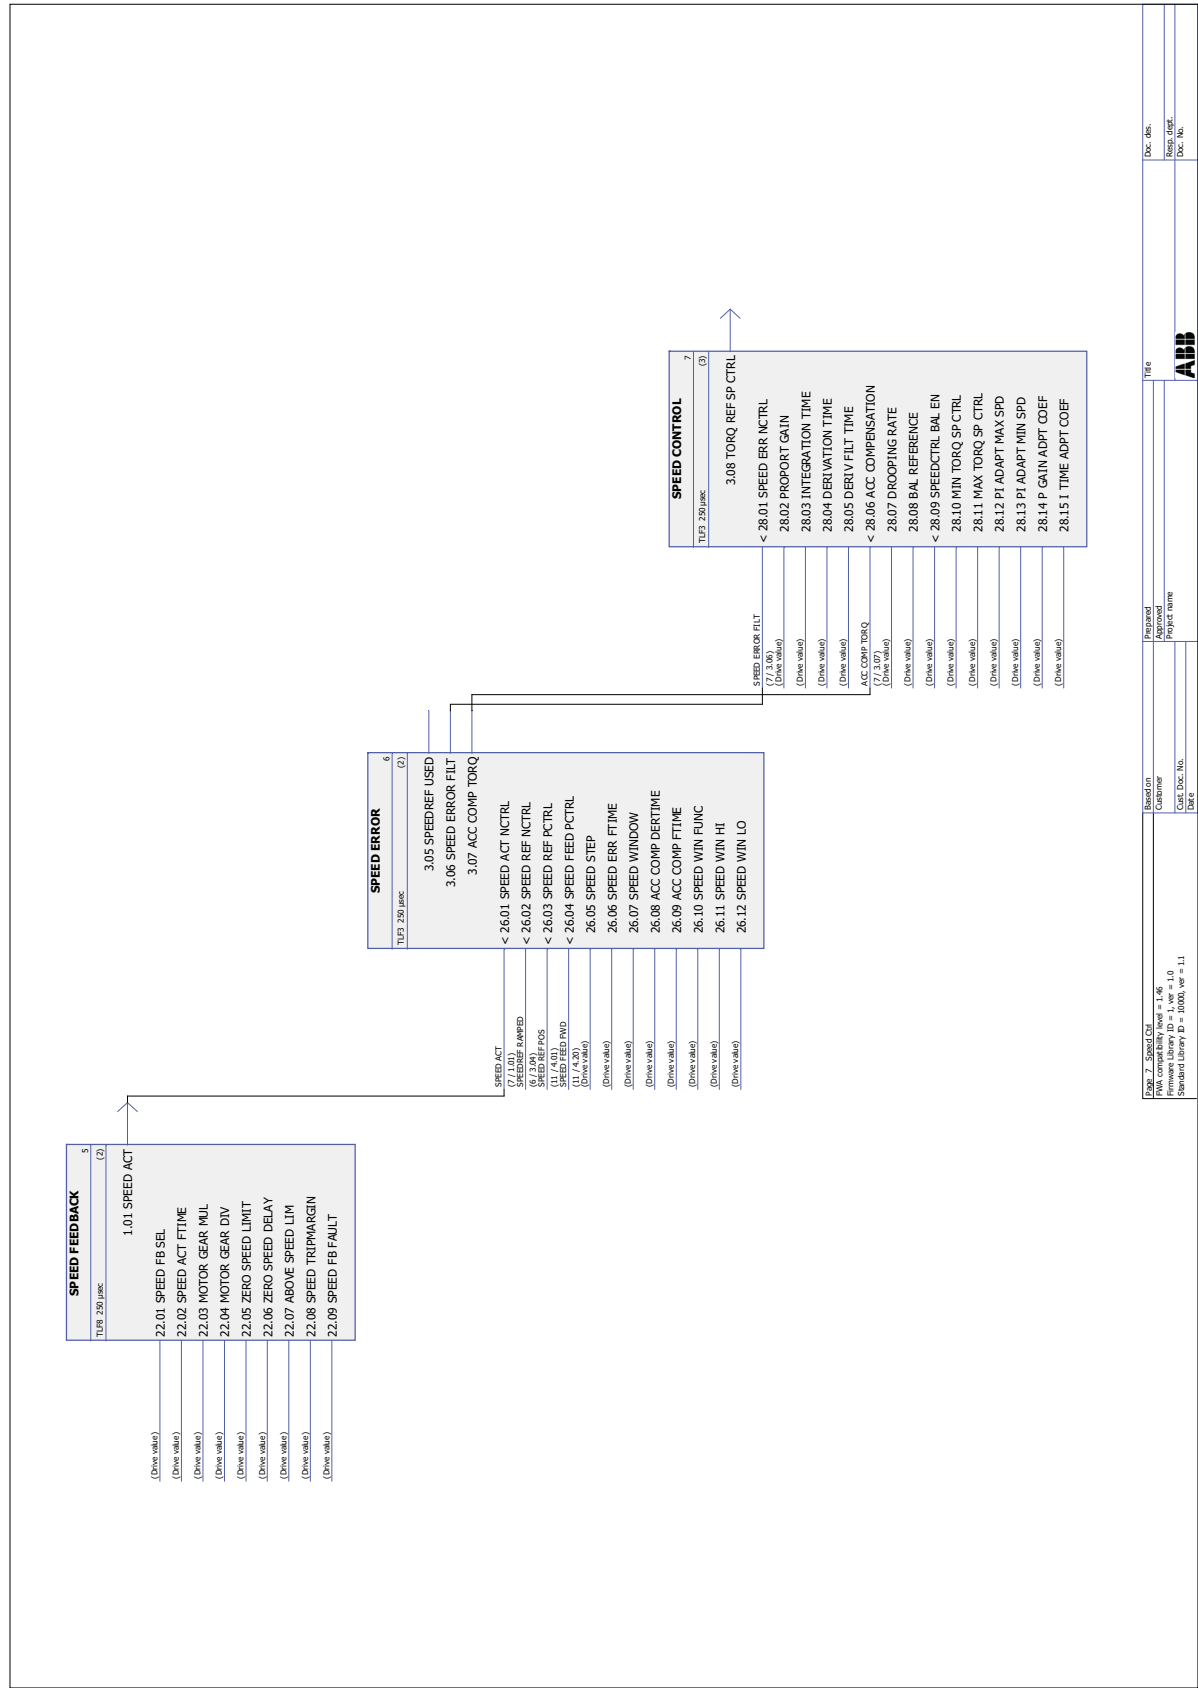 SPEED FEEDBACK
5
TLF8 250 µsec
(2)
1.01 SPEED ACT
(Drive value)
22.01 SPEED FB SEL
(Drive value)
22.02 SPEED ACT FTIME
(Drive value)
22.03 MOTOR GEAR MUL
(Drive value)
22.04 MOTOR GEAR DIV
(Drive value)
22.05 ZERO SPEED LIMIT
(Drive value)
22.06 ZERO SPEED DELAY
(Drive value)
22.07 ABOVE SPEED LIM
(Drive value)
22.08 SPEED TRIPMARGIN
(Drive value)
22.09 SPEED FB FAULT
SPEED ERROR
6
TLF3 250 µsec
(2)
3.05 SPEEDREF USED
3.06 SPEED ERROR FILT
3.07 ACC COMP TORQ
SPEED ACT
(7 / 1.01)
< 26.01 SPEED ACT NCTRL
SPEEDREF RAMPED
(6 / 3.04)
< 26.02 SPEED REF NCTRL
SPEED REF POS
(11 / 4.01)
< 26.03 SPEED REF PCTRL
SPEED FEED FWD
(11 / 4.20)
< 26.04 SPEED FEED PCTRL
(Drive value)
26.05 SPEED STEP
(Drive value)
26.06 SPEED ERR FTIME
(Drive value)
26.07 SPEED WINDOW
(Drive value)
26.08 ACC COMP DERTIME
(Drive value)
26.09 ACC COMP FTIME
(Drive value)
26.10 SPEED WIN FUNC
(Drive value)
26.11 SPEED WIN HI
(Drive value)
26.12 SPEED WIN LO
SPEED CONTROL
7
TLF3 250 µsec
(3)
3.08 TORQ REF SP CTRL
SPEED ERROR FILT
(7 / 3.06)
< 28.01 SPEED ERR NCTRL
(Drive value)
28.02 PROPORT GAIN
(Drive value)
28.03 INTEGRATION TIME
(Drive value)
28.04 DERIVATION TIME
(Drive value)
28.05 DERIV FILT TIME
ACC COMP TORQ
(7 / 3.07)
< 28.06 ACC COMPENSATION
(Drive value)
28.07 DROOPING RATE
(Drive value)
28.08 BAL REFERENCE
(Drive value)
< 28.09 SPEEDCTRL BAL EN
(Drive value)
28.10 MIN TORQ SP CTRL
(Drive value)
28.11 MAX TORQ SP CTRL
(Drive value)
28.12 PI ADAPT MAX SPD
(Drive value)
28.13 PI ADAPT MIN SPD
(Drive value)
28.14 P GAIN ADPT COEF
(Drive value)
28.15 I TIME ADPT COEF
Page 7 Speed Ctrl
FWA compatibility level = 1.46
Firmware Library ID = 1, ver = 1.0
Standard Library ID = 10000, ver = 1.1
Based on
Customer
Cust. Doc. No.
Date
Prepared
Approved
Project name
Title
ABB
Doc. des.
Resp. dept.
Doc. No.